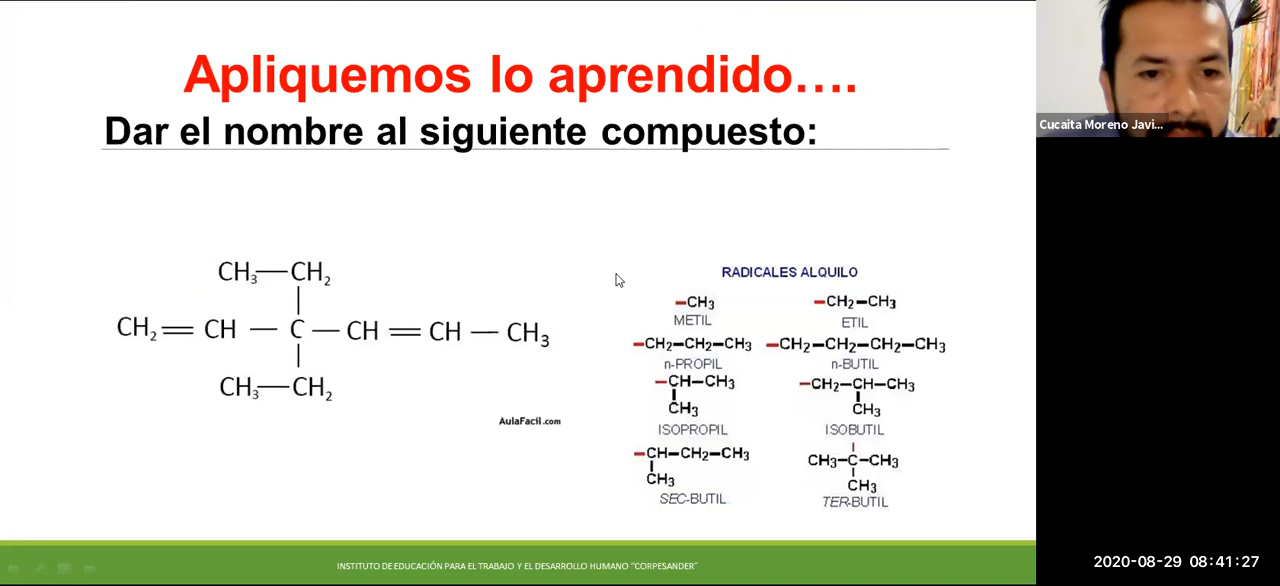 Apliquemos lo aprendido....
Dar el nombre al siguiente compuesto:
Cucaita Moreno Javi...
CH3—CH2
CH2=CH—C—CH=CH—CH3
CH3—CH2
AulaFacil.com
RADICALES ALQUILO
–CH3
–CH2–CH3
METIL
ETIL
–CH2–CH2–CH3
–CH2–CH2–CH2–CH3
n-PROPIL
n-BUTIL
–CH–CH3
–CH2–CH–CH3
CH3
CH3
ISOPROPIL
ISOBUTIL
–CH–CH2–CH3
CH3–C–CH3
CH3
CH3
SEC-BUTIL
TER-BUTIL
INSTITUTO DE EDUCACIÓN PARA EL TRABAJO Y EL DESARROLLO HUMANO "CORPESANDER"
2020-08-29 08:41:27